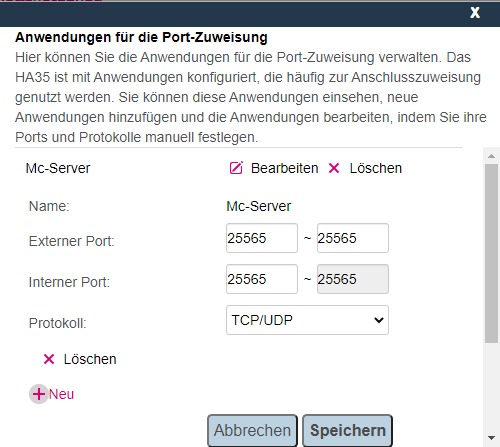 X
Anwendungen für die Port-Zuweisung
Hier können Sie die Anwendungen für die Port-Zuweisung verwalten. Das
HA35 ist mit Anwendungen konfiguriert, die häufig zur Anschlusszuweisung
genutzt werden. Sie können diese Anwendungen einsehen, neue
Anwendungen hinzufügen und die Anwendungen bearbeiten, indem Sie ihre
Ports und Protokolle manuell festlegen.
Mc-Server Bearbeiten Löschen
Name: Mc-Server
Externer Port: 25565 ~ 25565
Interner Port: 25565 ~ 25565
Protokoll: TCP/UDP
Löschen
Neu
Abbrechen Speichern